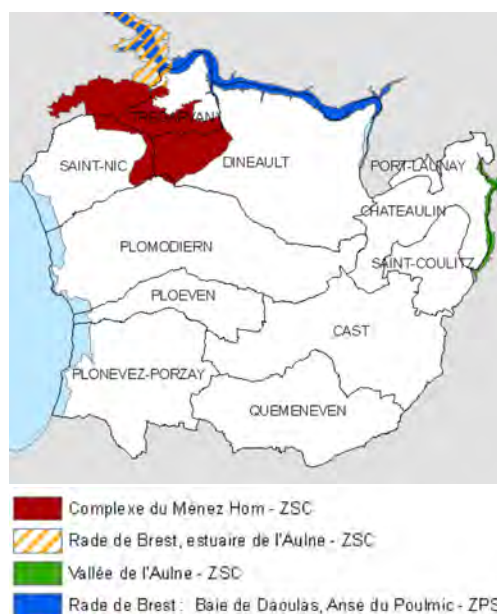 SAINT-NIC
DINEAULT
PORT-LAUNAY
CHATEAULIN
PLOMODIERN
SAINT-COULITZ
PLOEVEN
CAST
PLONEVEZ-PORZAY
QUEMENEVEN
Complexe du Ménez Hom - ZSC
Rade de Brest, estuaire de l'Aulne - ZSC
Vallée de l'Aulne - ZSC
Rade de Brest : Baie de Daoulas, Anse du Poulmic - ZPS